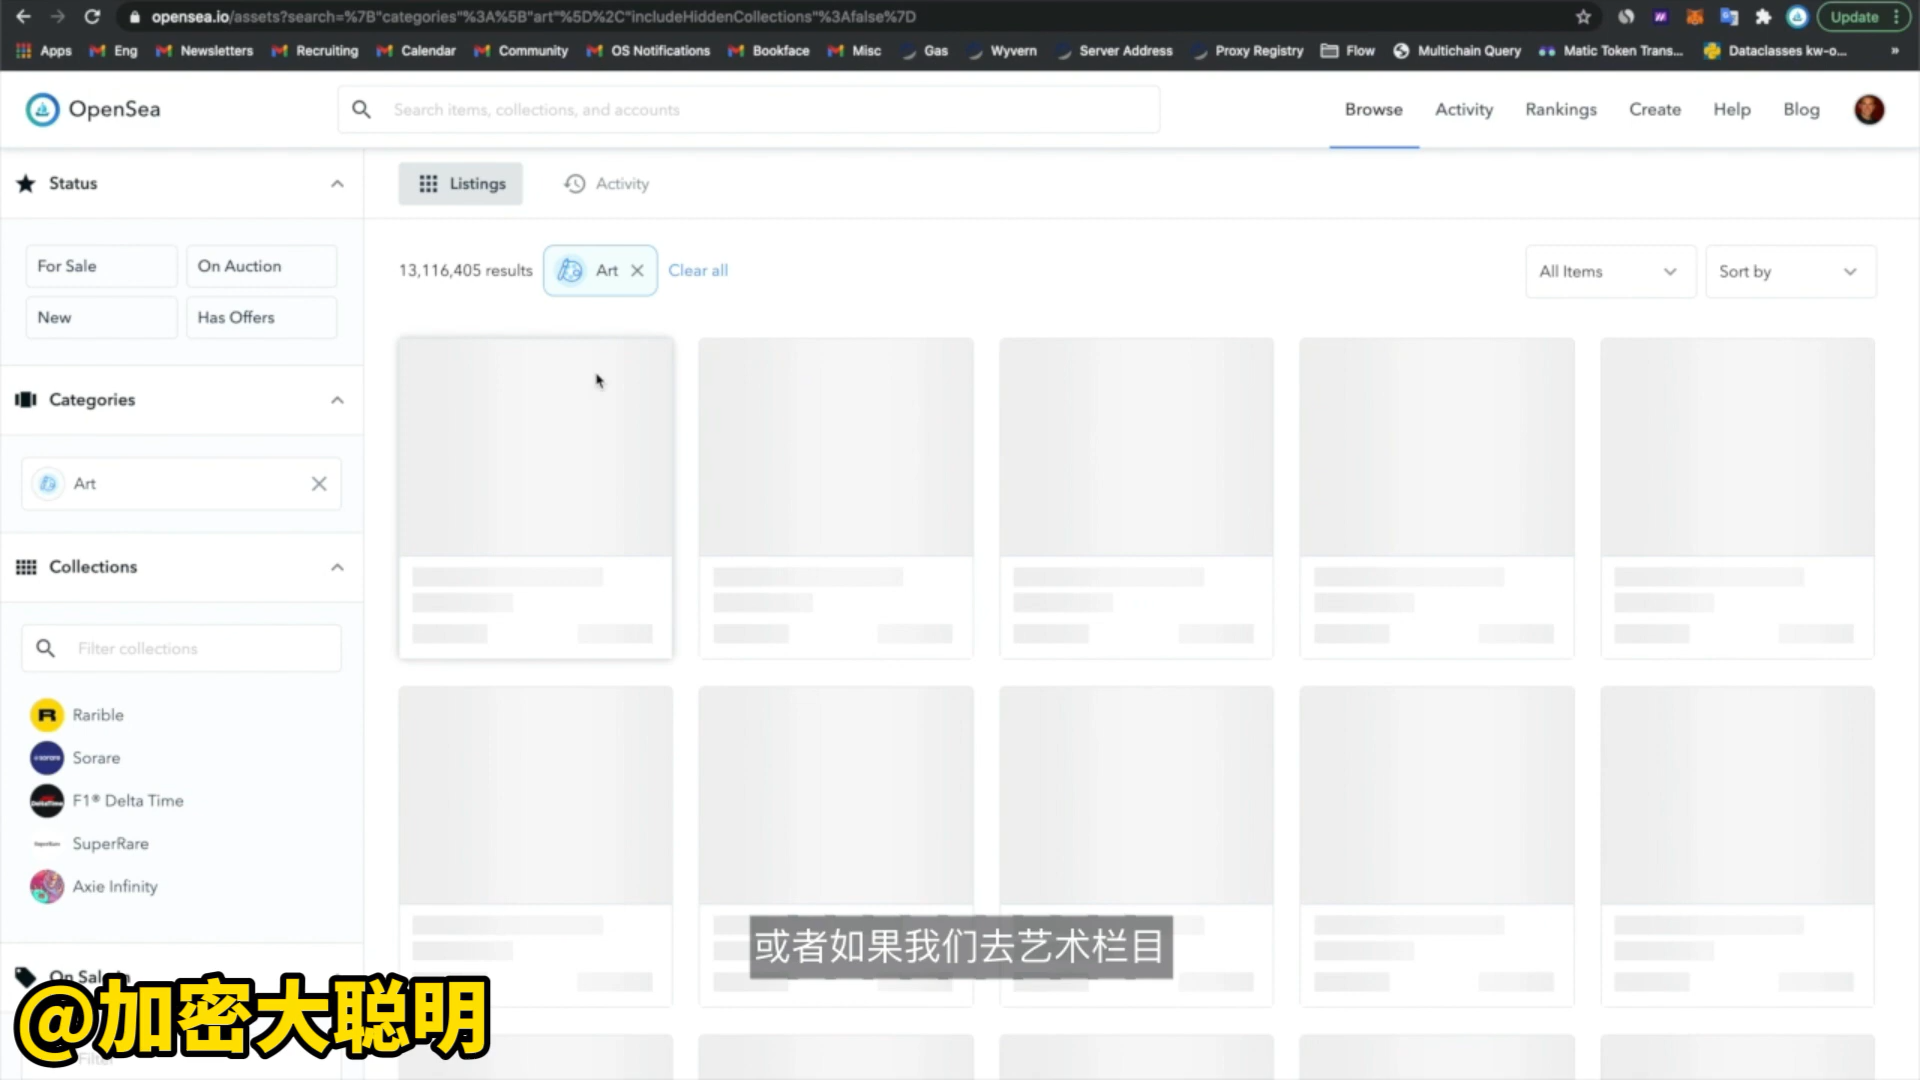 opensea.io/assets?search=%7B"categories"%3A%5B"art"%5D%2C"includeHiddenCollections"%3Afalse%7D
Update
Apps Eng Newsletters Recruiting Calendar Community OS Notifications Bookface Misc Gas Wyvern Server Address Proxy Registry Flow Multichain Query Matic Token Trans... Dataclasses kw-o... »
OpenSea
Search items, collections, and accounts
Browse Activity Rankings Create Help Blog
Status
Listings Activity
For Sale On Auction
New Has Offers
13,116,405 results Art Clear all
All Items Sort by
Categories
Art
Collections
Filter collections
Rarible
Sorare
F1® Delta Time
SuperRare
Axie Infinity
On Sale In
Filter
或者如果我们去艺术栏目
@加密大聪明